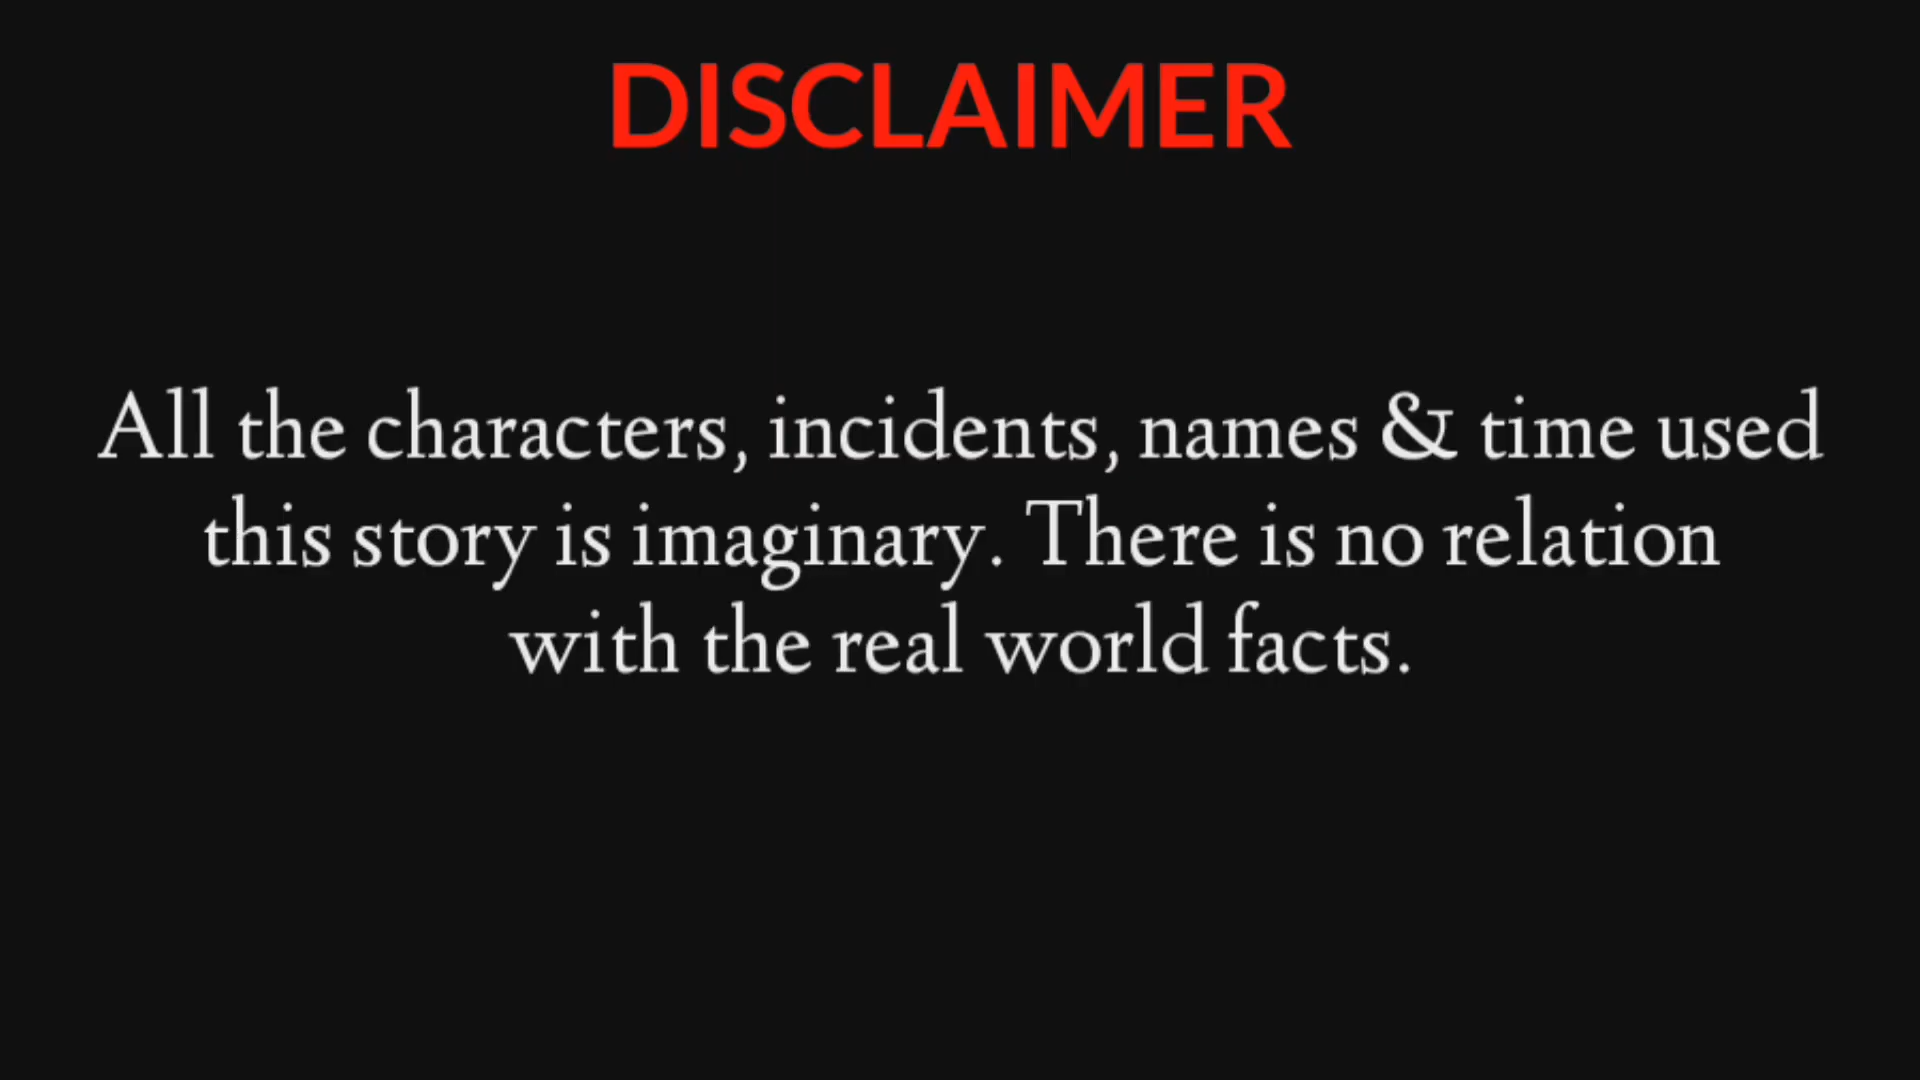 DISCLAIMER
All the characters, incidents, names & time used
this story is imaginary. There is no relation
with the real world facts.